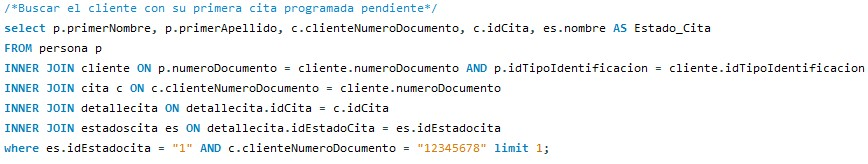 /*Buscar el cliente con su primera cita programada pendiente*/
select p.primerNombre, p.primerApellido, c.clienteNumeroDocumento, c.idCita, es.nombre AS Estado_Cita
FROM persona p
INNER JOIN cliente ON p.numeroDocumento = cliente.numeroDocumento AND p.idTipoIdentificacion = cliente.idTipoIdentificacion
INNER JOIN cita c ON c.clienteNumeroDocumento = cliente.numeroDocumento
INNER JOIN detallecita ON detallecita.idCita = c.idCita
INNER JOIN estadoscita es ON detallecita.idEstadoCita = es.idEstadocita
where es.idEstadocita = "1" AND c.clienteNumeroDocumento = "12345678" limit 1;